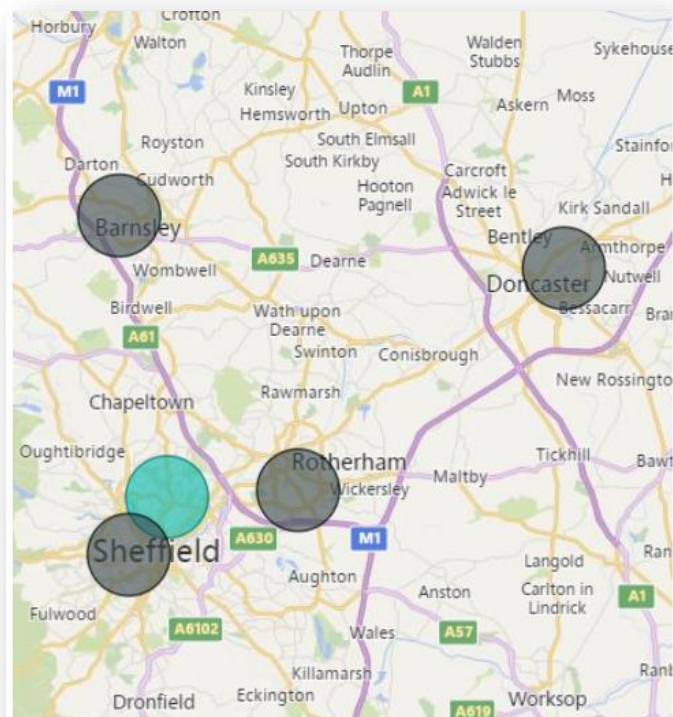 Crofton
Horbury
Walton
Thorpe
Audlin
Walden
Stubbs
Sykehouse
M1
Kinsley
A1
Moss
Hemsworth
Upton
Askern
Royston
South Elmsall
Darton
South Kirkby
Carcroft
Cudworth
Hooton
Pagnell
Adwick le
Street
Kirk Sandall
Barnsley
Bentley
Armthorpe
A635
Dearne
Wombwell
Doncaster
Nutwell
Birdwell
Wath upon
Dearne
Bessacarr
A61
Swinton
Conisbrough
Rawmarsh
New Rossington
Chapeltown
Oughtibridge
Rotherham
Tickhill
Maltby
Wickersley
Sheffield
A630
M1
Langold
Aughton
Anston
Carlton in
Lindrick
A1
Fulwood
A6102
Wales
A57
Killamarsh
Dronfield
Eckington
Worksop
A619